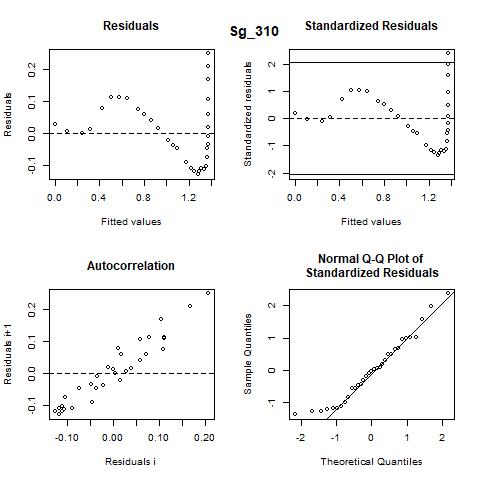 Sg_310
Residuals
Residuals
-0.1 0.0 0.1 0.2
0.0 0.4 0.8 1.2
Fitted values
Standardized Residuals
Standardized residuals
-2 -1 0 1 2
0.0 0.4 0.8 1.2
Fitted values
Autocorrelation
Residuals i+1
-0.1 0.0 0.1 0.2
-0.10 0.00 0.10 0.20
Residuals i
Normal Q-Q Plot of
Standardized Residuals
Sample Quantiles
-1 0 1 2
-2 -1 0 1 2
Theoretical Quantiles